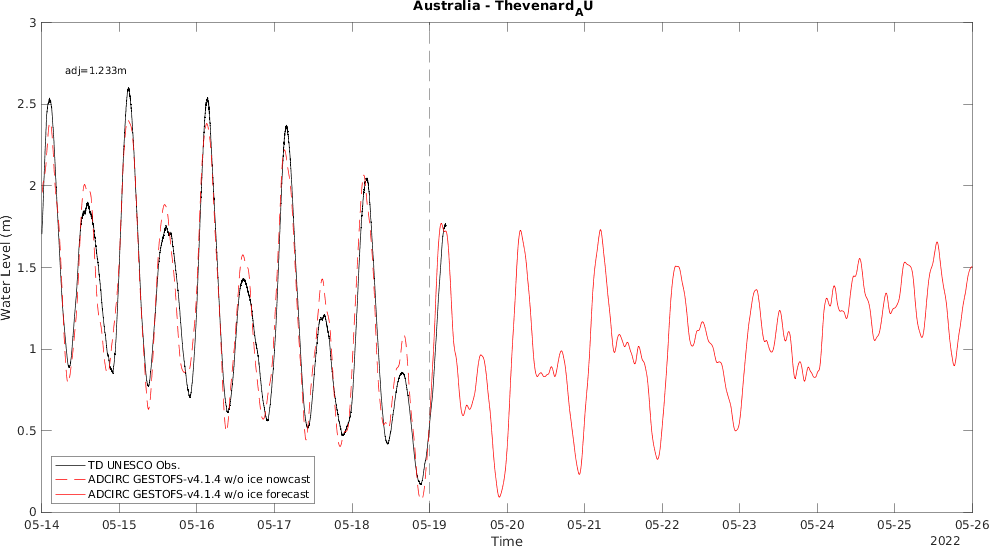 Australia - Thevenard_AU
adj=1.233m
3
2.5
2
1.5
1
0.5
0
Water Level (m)
TD UNESCO Obs.
ADCIRC GESTOFS-v4.1.4 w/o ice nowcast
ADCIRC GESTOFS-v4.1.4 w/o ice forecast
05-14 05-15 05-16 05-17 05-18 05-19 05-20 05-21 05-22 05-23 05-24 05-25 05-26
Time
2022